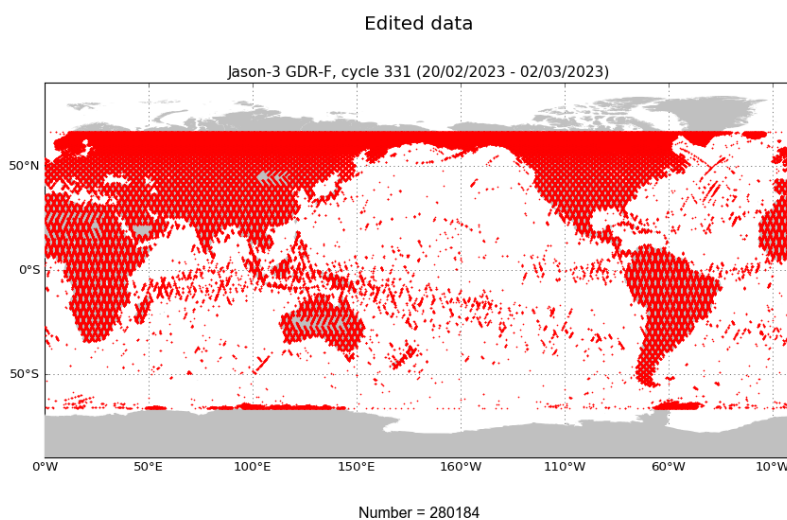 Edited data
Jason-3 GDR-F, cycle 331 (20/02/2023 - 02/03/2023)
50°N
0°S
50°S
0°W 50°E 100°E 150°E 160°W 110°W 60°W 10°W
Number = 280184